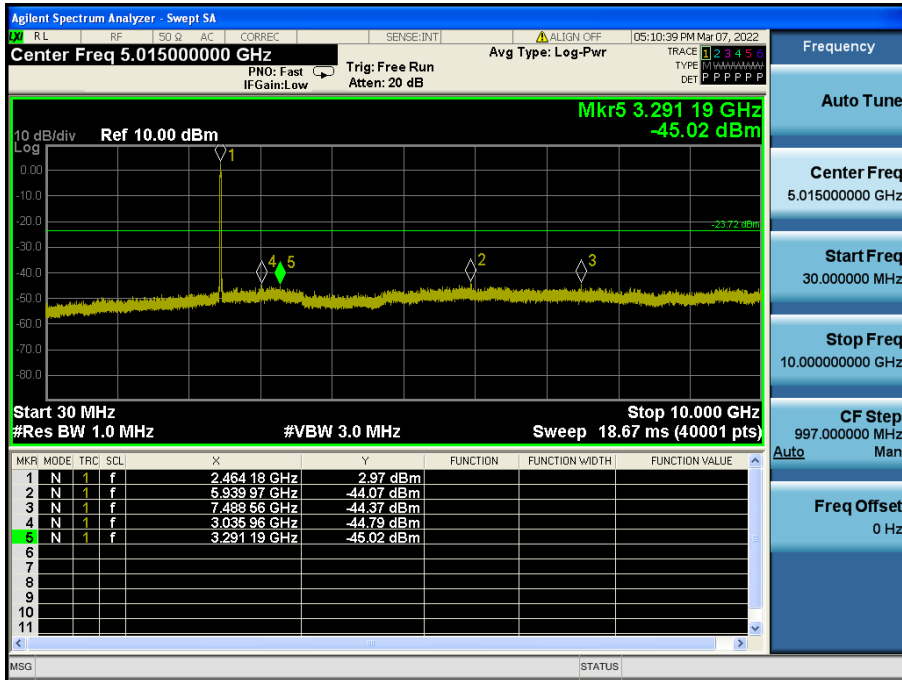 Agilent Spectrum Analyzer - Swept SA
LXI RL RF 50 Ω AC CORREC SENSE:INT ALIGN OFF 05:10:39 PM Mar 07, 2022
Center Freq 5.015000000 GHz
PNO: Fast
IFGain:Low
Trig: Free Run
Atten: 20 dB
Avg Type: Log-Pwr
TRACE 1 2 3 4 5 6
TYPE M WWWWW
DET P P P P P P
Mkr5 3.291 19 GHz
-45.02 dBm
10 dB/div Ref 10.00 dBm
Log
0.00
-10.0
-20.0
-30.0
-40.0
-50.0
-60.0
-70.0
-80.0
-23.72 dBm
1
4 5
2
3
Start 30 MHz Stop 10.000 GHz
#Res BW 1.0 MHz #VBW 3.0 MHz Sweep 18.67 ms (40001 pts)
MKR MODE TRC SCL X Y FUNCTION FUNCTION WIDTH FUNCTION VALUE
1 N 1 f 2.464 18 GHz 2.97 dBm
2 N 1 f 5.939 97 GHz -44.07 dBm
3 N 1 f 7.488 56 GHz -44.37 dBm
4 N 1 f 3.035 96 GHz -44.79 dBm
5 N 1 f 3.291 19 GHz -45.02 dBm
6
7
8
9
10
11
MSG STATUS
Frequency
Auto Tune
Center Freq
5.015000000 GHz
Start Freq
30.000000 MHz
Stop Freq
10.000000000 GHz
CF Step
997.000000 MHz
Auto Man
Freq Offset
0 Hz